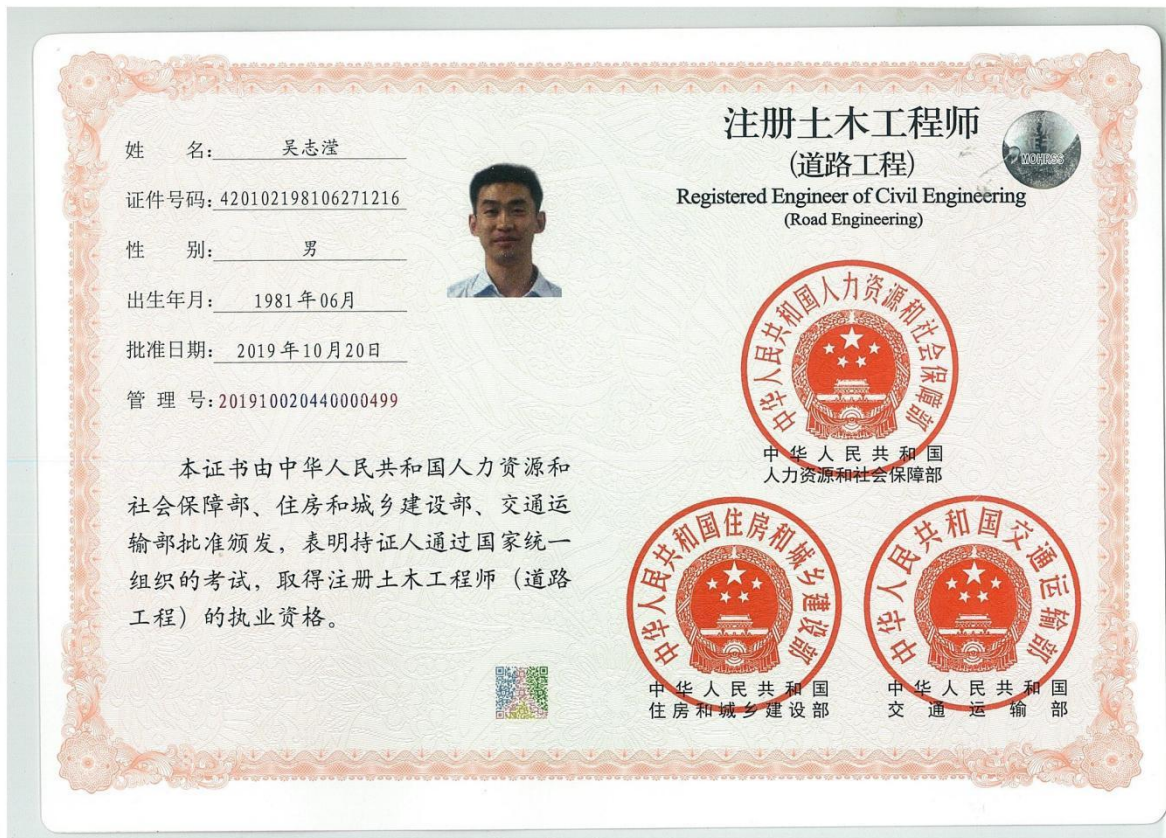 姓 名: 吴志滢
证件号码: 420102198106271216
性 别: 男
出生年月: 1981年06月
批准日期: 2019年10月20日
管 理 号: 201910020440000499
本证书由中华人民共和国人力资源和
社会保障部、住房和城乡建设部、交通运
输部批准颁发，表明持证人通过国家统一
组织的考试，取得注册土木工程师（道路
工程）的执业资格。
注册土木工程师
(道路工程)
Registered Engineer of Civil Engineering
(Road Engineering)
MOHRSS
中华人民共和国人力资源和社会保障部
中华人民共和国
人力资源和社会保障部
中华人民共和国住房和城乡建设部
中华人民共和国
住房和城乡建设部
中华人民共和国交通运输部
中华人民共和国
交通运输部